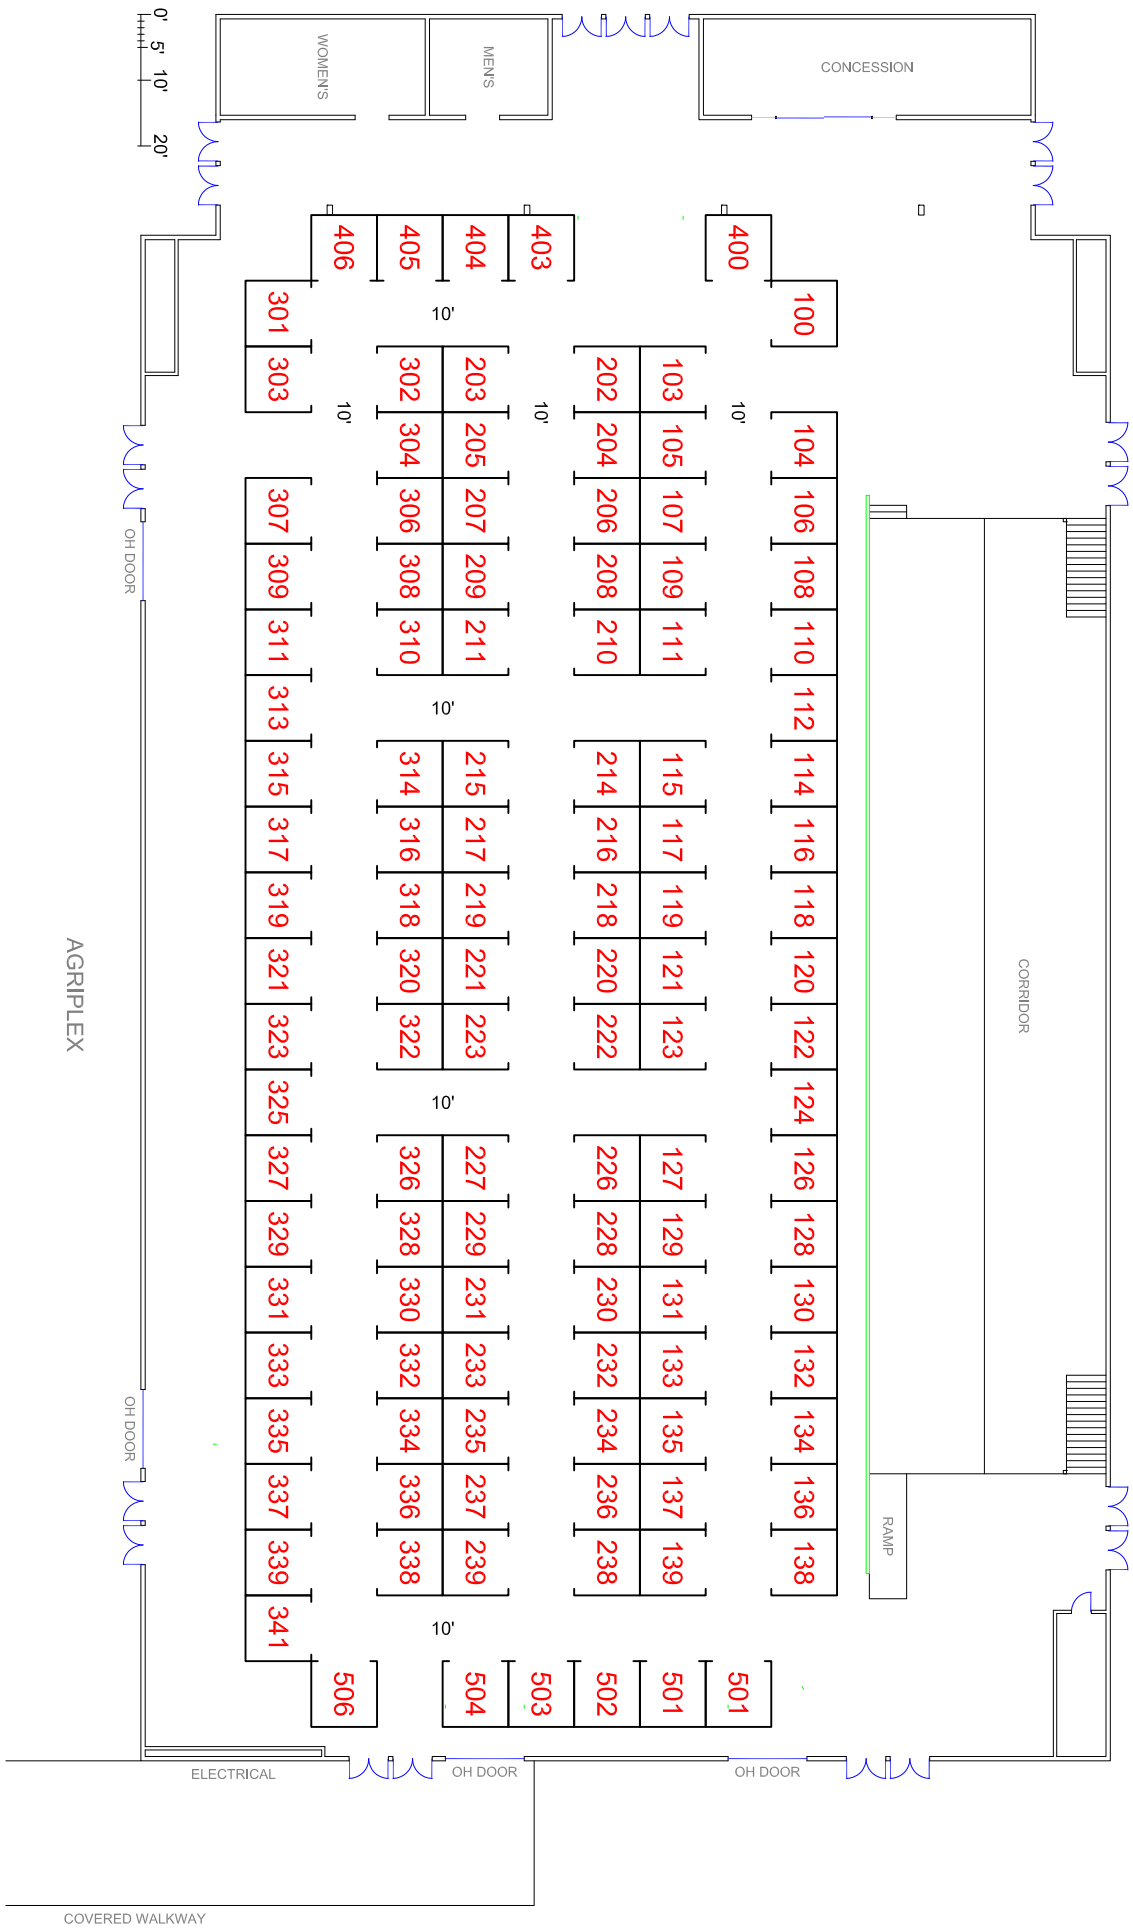 0'
5'
10'
20'
WOMEN'S
MEN'S
CONCESSION
406 405 404 403 400
301 10' 100
303 302 203 202 103
10' 10' 10'
304 205 204 105 104
307 306 207 206 107 106
OH DOOR
309 308 209 208 109 108
311 310 211 210 111 110
313 10' 112
315 314 215 214 115 114
317 316 217 216 117 116
319 318 219 218 119 118
321 320 221 220 121 120
AGRIPLEX
CORRIDOR
323 322 223 222 123 122
325 10' 124
327 326 227 226 127 126
329 328 229 228 129 128
331 330 231 230 131 130
333 332 233 232 133 132
OH DOOR
335 334 235 234 135 134
337 336 237 236 137 136
RAMP
339 338 239 238 139 138
341 10'
506 504 503 502 501 501
ELECTRICAL
OH DOOR
OH DOOR
COVERED WALKWAY